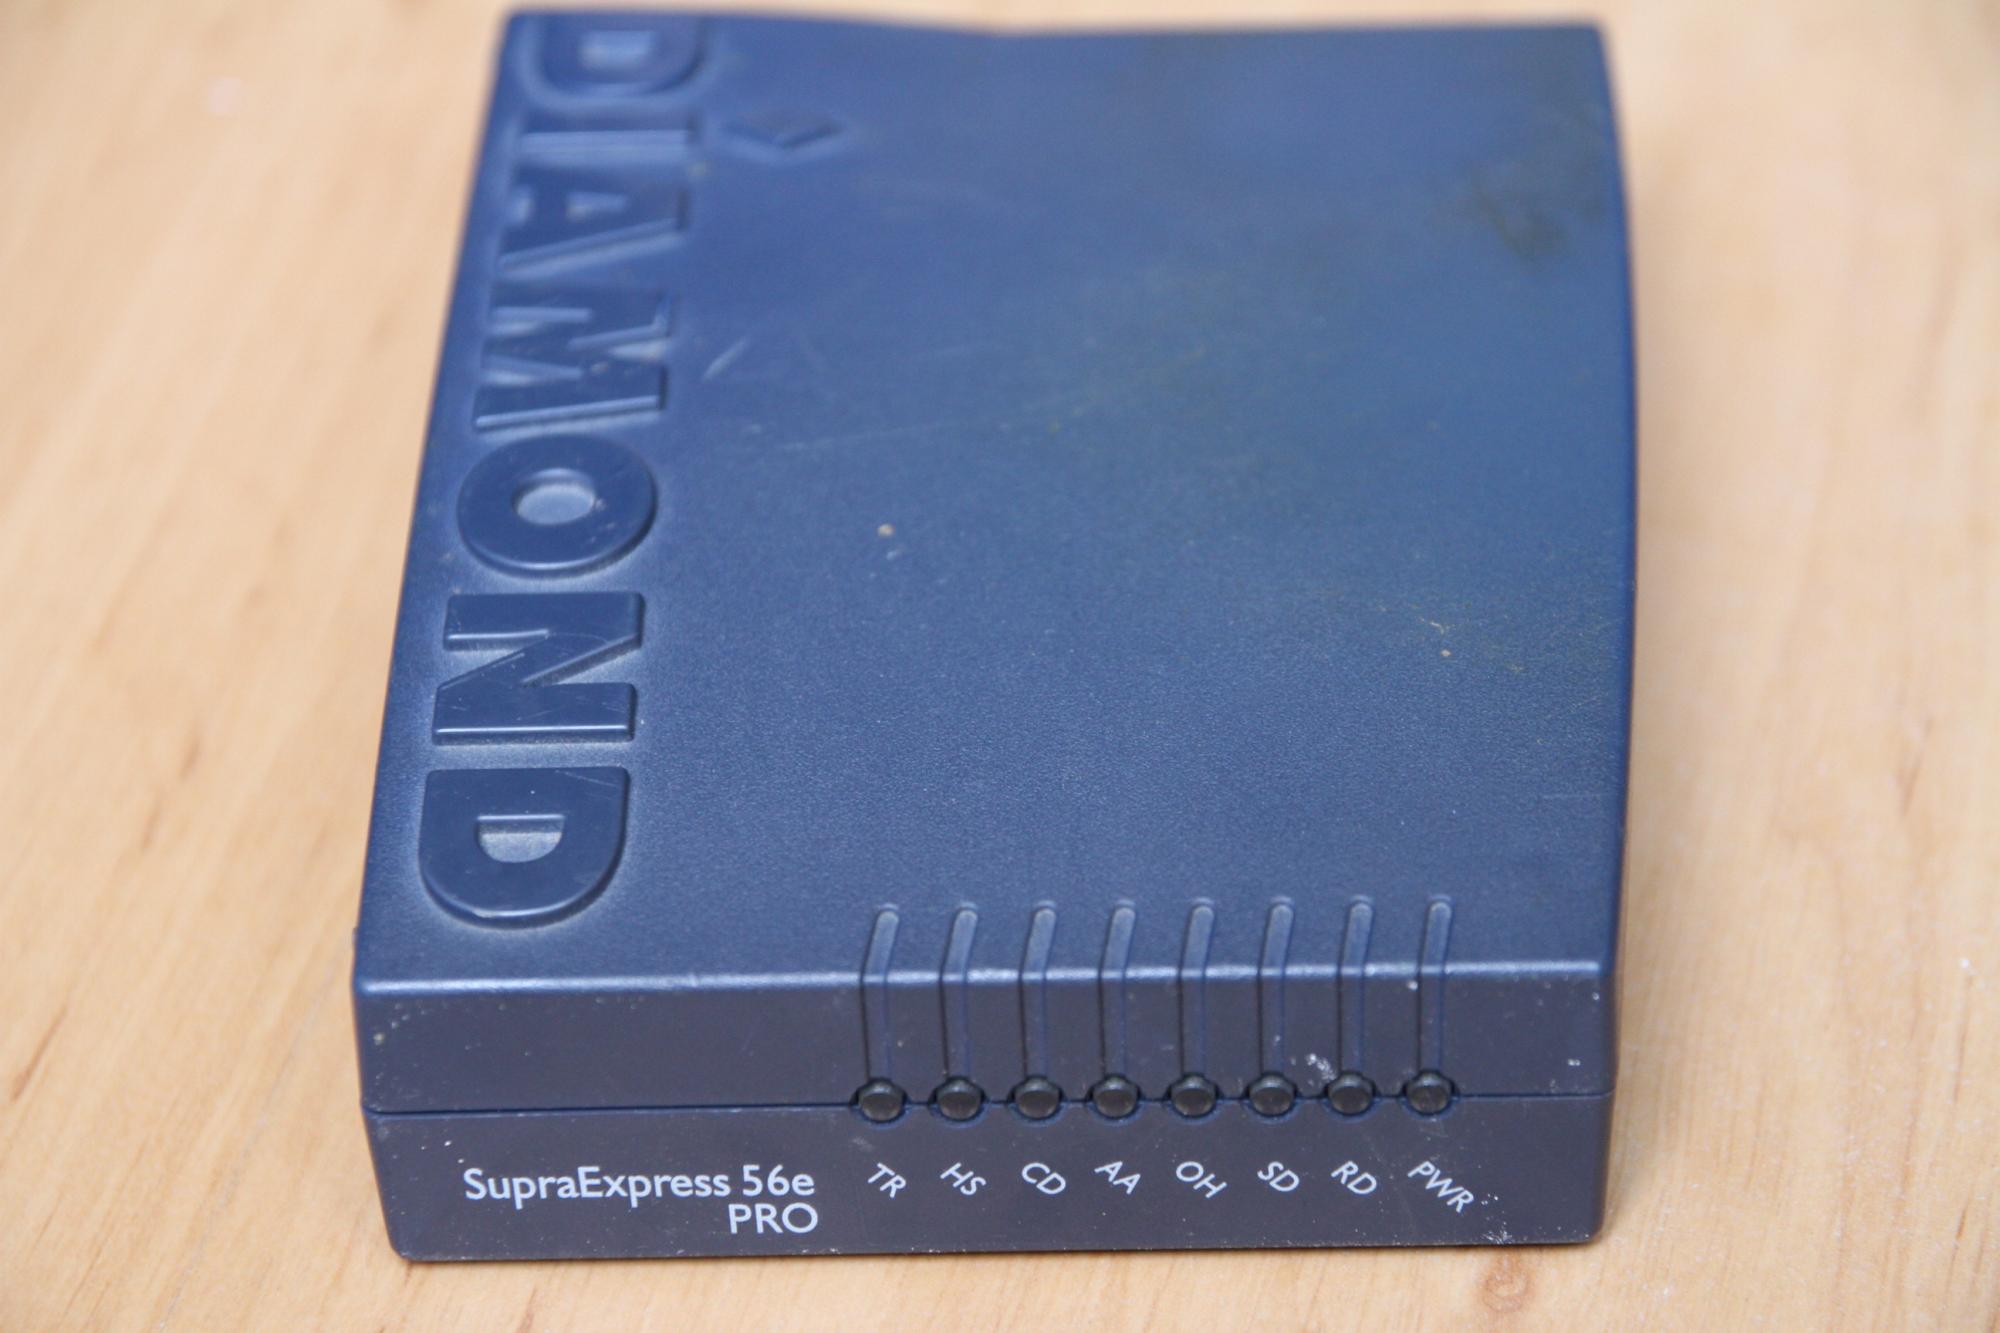 DIAMOND
SupraExpress 56e
PRO
TR HS CD AA OH SD RD PWR